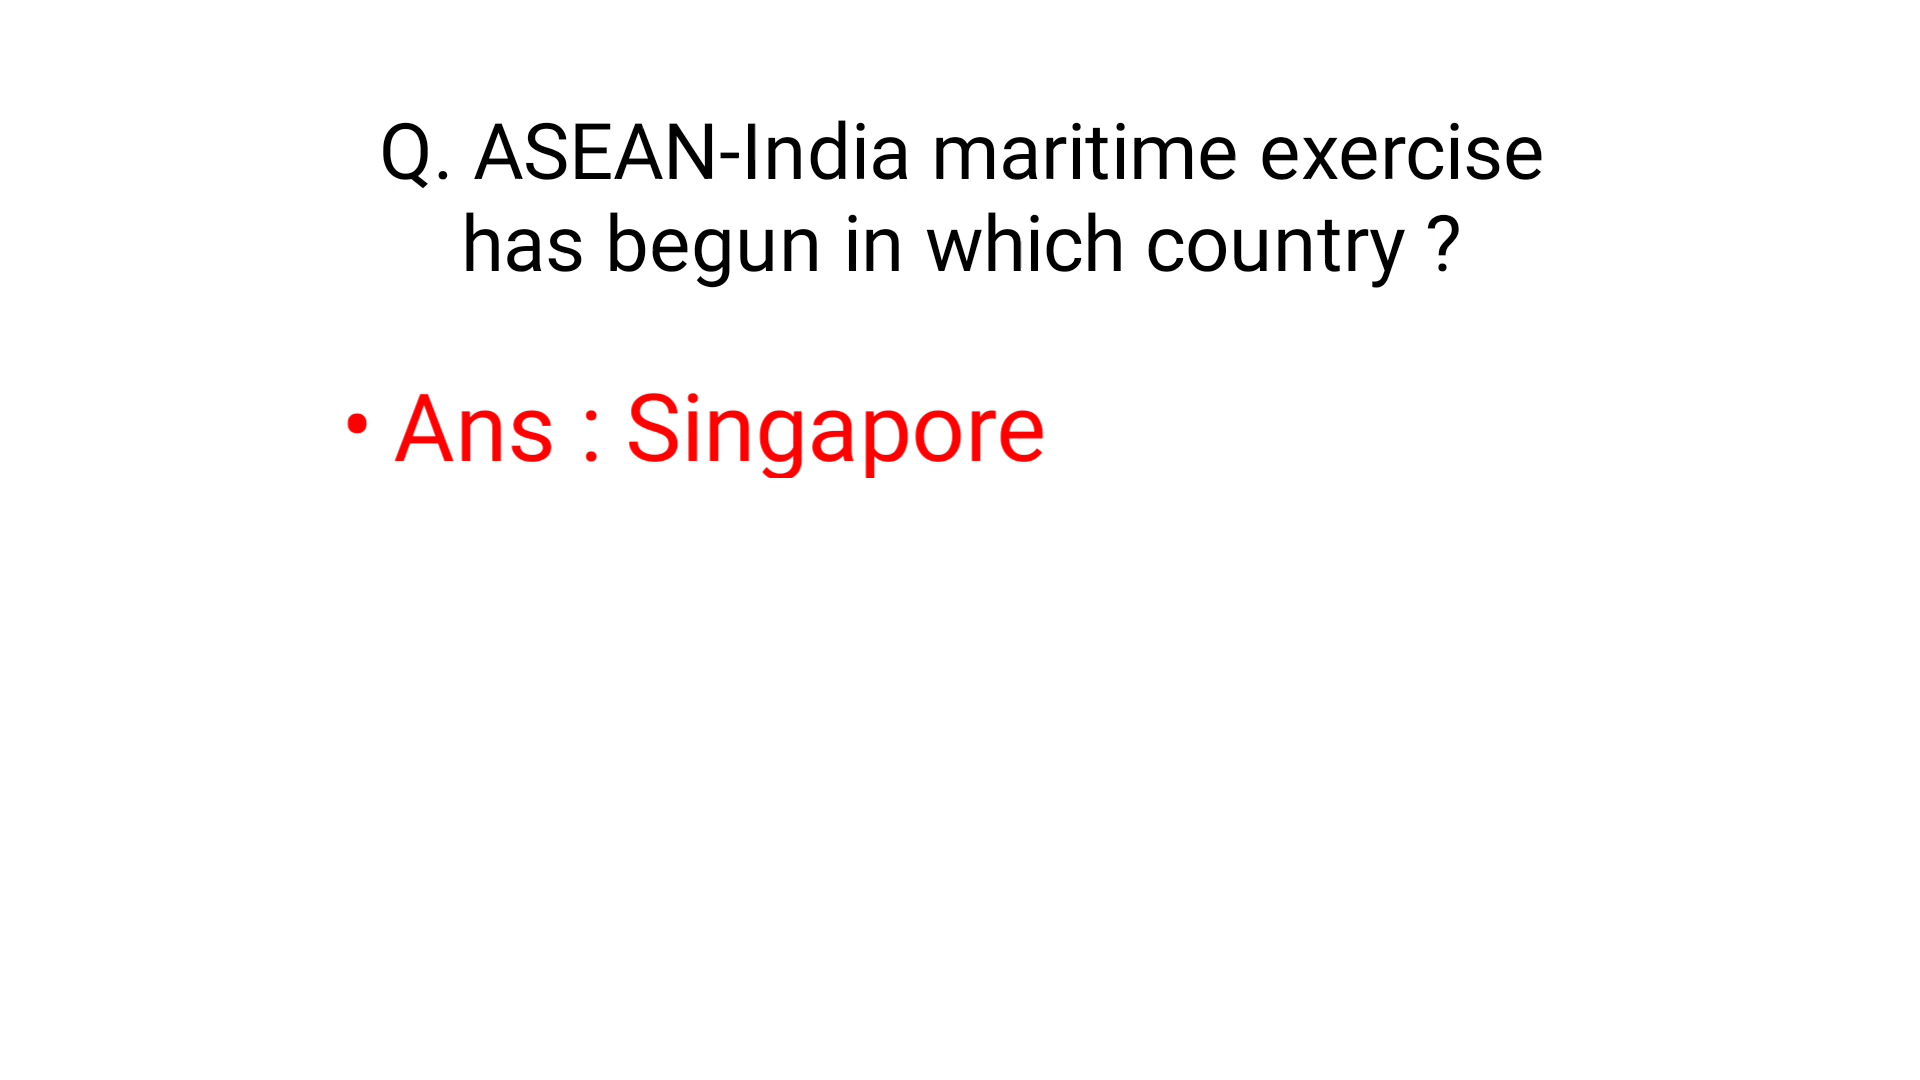 Q. ASEAN-India maritime exercise
has begun in which country ?
• Ans : Singapore